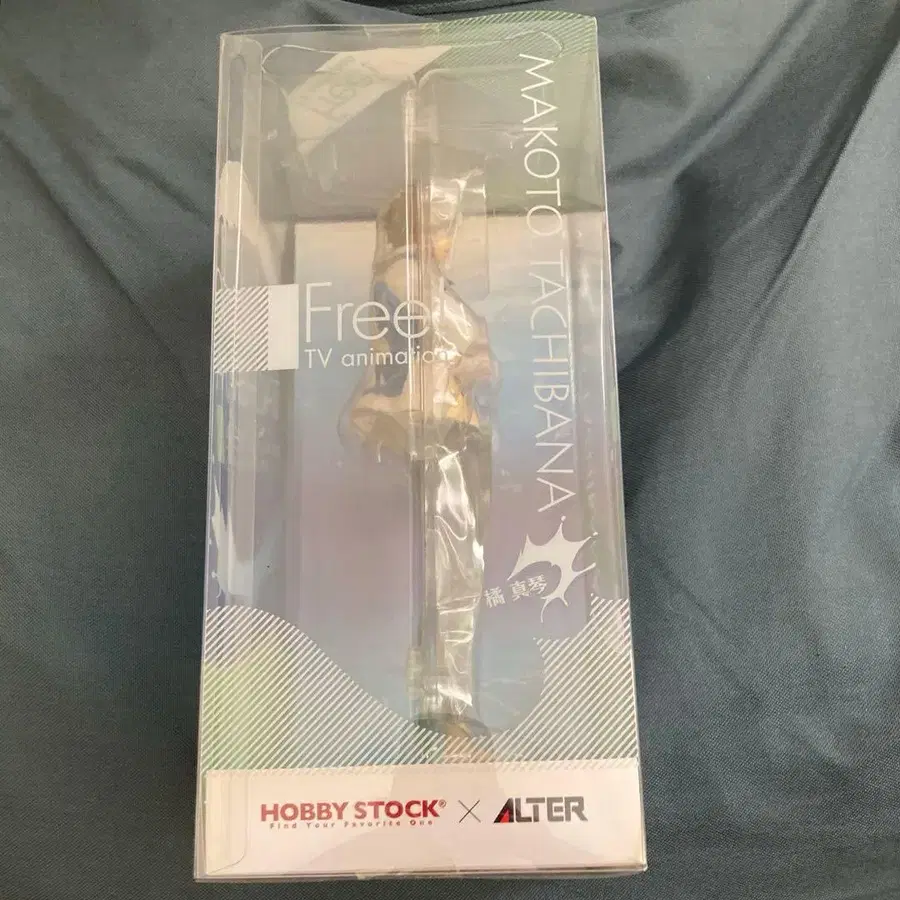 MAKOTO TACHIBANA
Free!
TV animation
橘 真琴
HOBBY STOCK® × ALTER
Find Your Favorite One